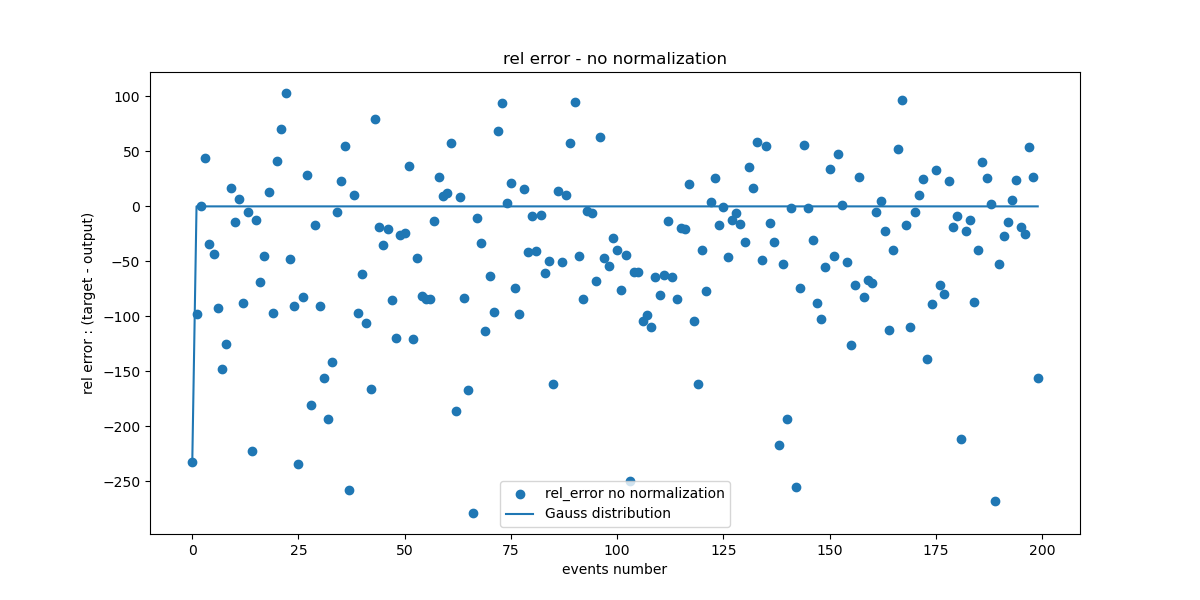 rel error - no normalization
rel error : (target - output)
100
50
0
−50
−100
−150
−200
−250
rel_error no normalization
Gauss distribution
0 25 50 75 100 125 150 175 200
events number